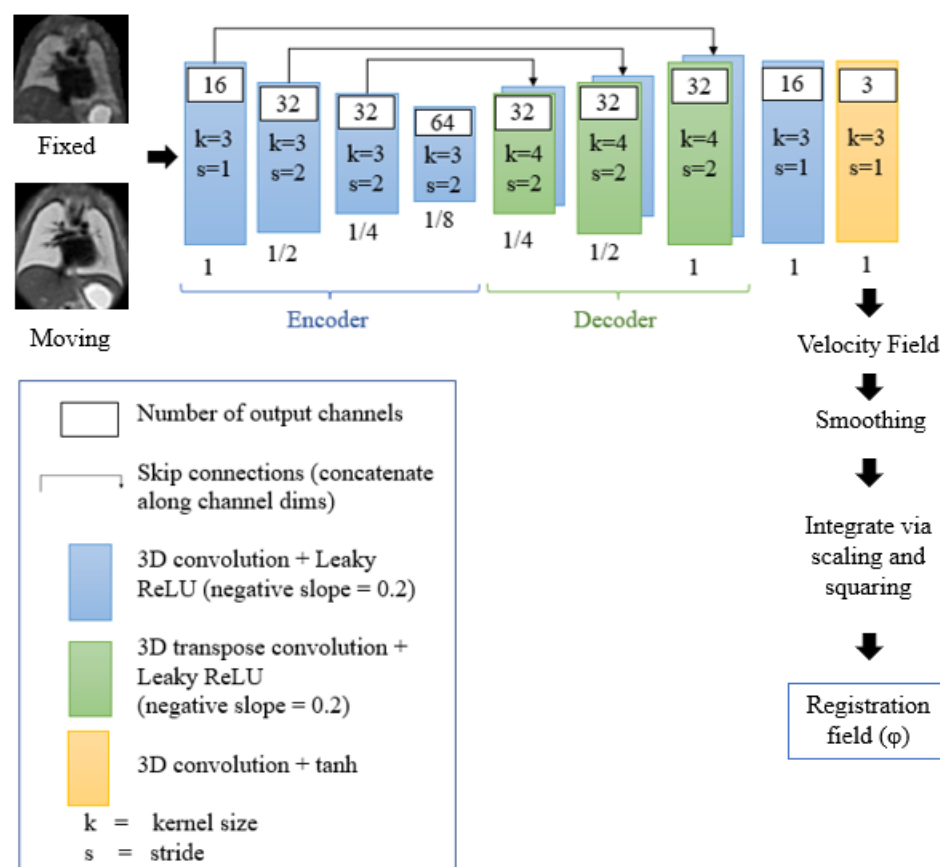 Fixed
Moving
16
k=3
s=1
1
32
k=3
s=2
1/2
32
k=3
s=2
1/4
64
k=3
s=2
1/8
32
k=4
s=2
1/4
32
k=4
s=2
1/2
32
k=4
s=2
1
16
k=3
s=1
1
3
k=3
s=1
1
Encoder
Decoder
Velocity Field
Smoothing
Integrate via
scaling and
squaring
Registration
field (φ)
Number of output channels
Skip connections (concatenate
along channel dims)
3D convolution + Leaky
ReLU (negative slope = 0.2)
3D transpose convolution +
Leaky ReLU
(negative slope = 0.2)
3D convolution + tanh
k = kernel size
s = stride